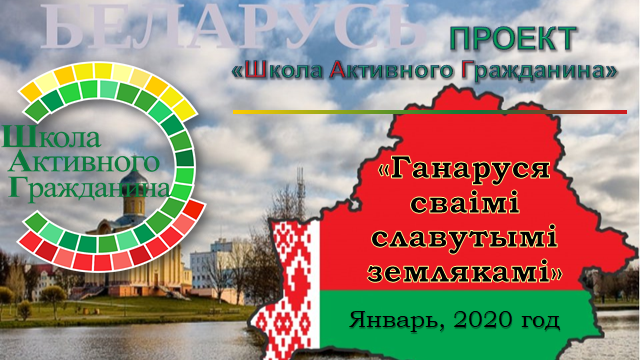 БЕЛАРУСЬ
ПРОЕКТ
«Школа Активного Гражданина»
Школа
Активного
Гражданина
«Ганаруся
сваімі
славутымі
землякамі»
Январь, 2020 год